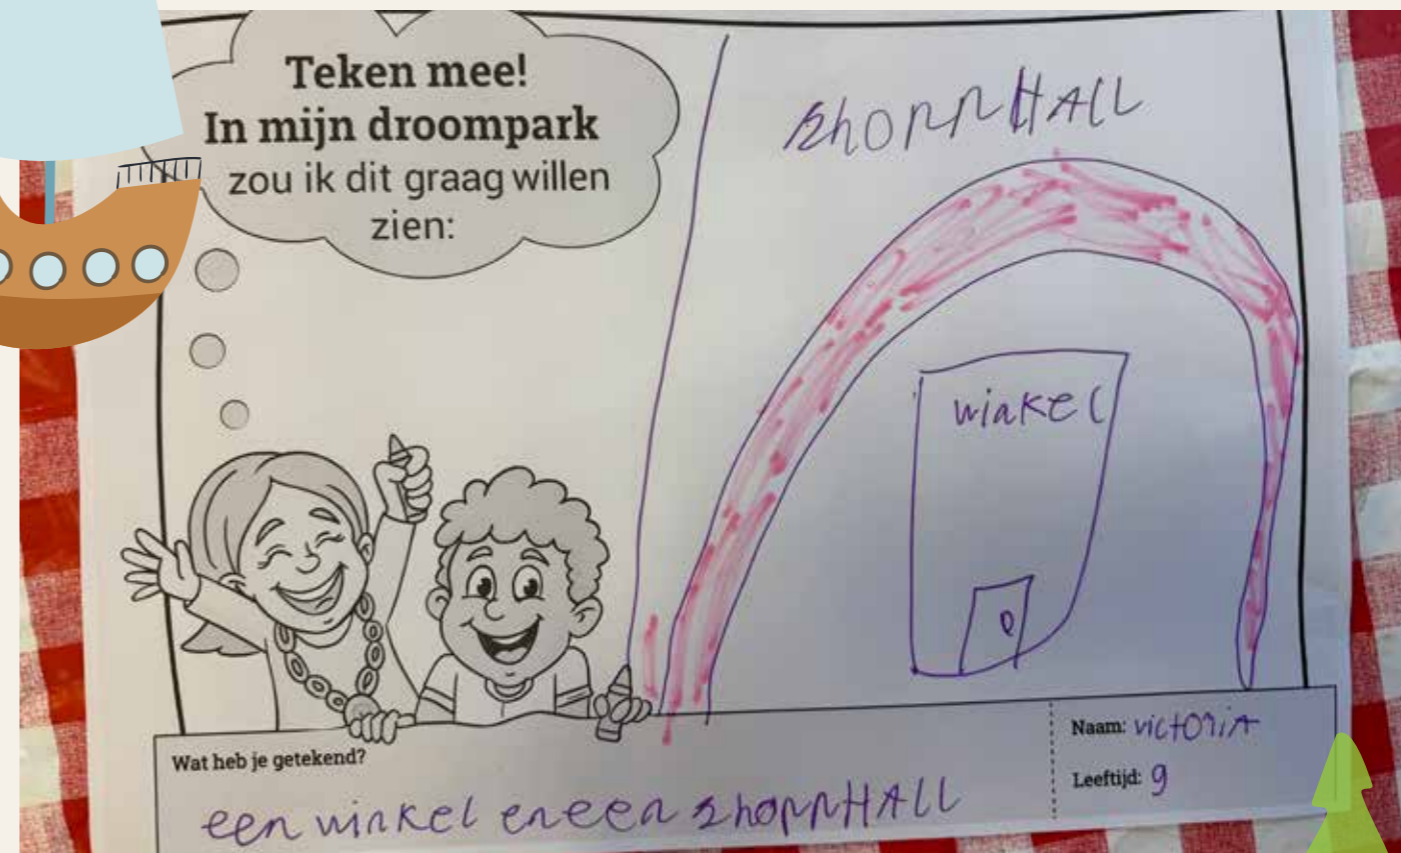 Teken mee!
In mijn droompark
zou ik dit graag willen
zien:
shoppHALL
winkel
Wat heb je getekend?
een winkel en een shoppHALL
Naam: victoriA
Leeftijd: 9